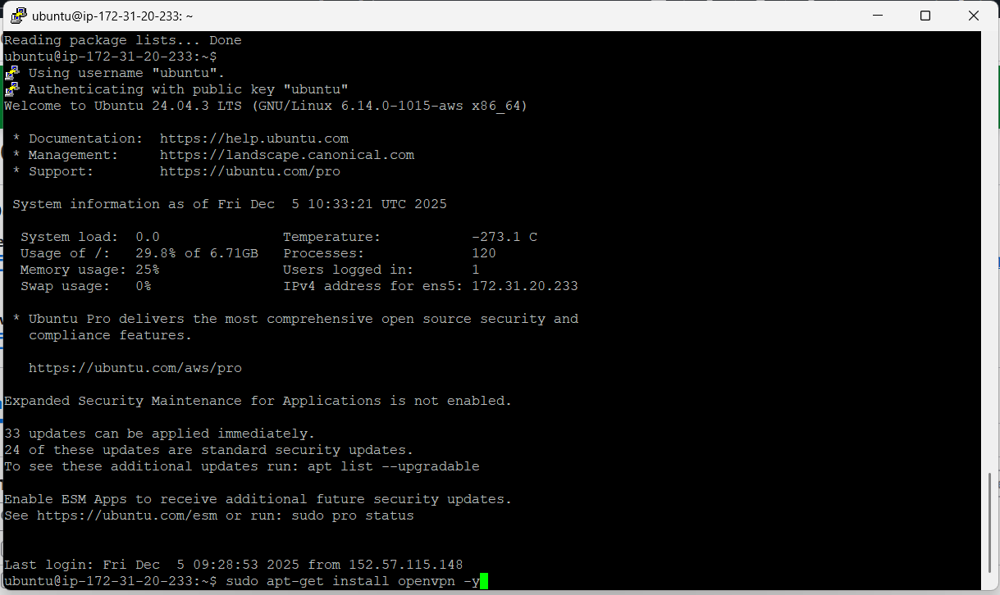 ubuntu@ip-172-31-20-233: ~
Reading package lists... Done
ubuntu@ip-172-31-20-233:~$
Using username "ubuntu".
Authenticating with public key "ubuntu"
Welcome to Ubuntu 24.04.3 LTS (GNU/Linux 6.14.0-1015-aws x86_64)
* Documentation:  https://help.ubuntu.com
* Management:     https://landscape.canonical.com
* Support:        https://ubuntu.com/pro
System information as of Fri Dec  5 10:33:21 UTC 2025
System load:  0.0               Temperature:           -273.1 C
Usage of /:   29.8% of 6.71GB   Processes:             120
Memory usage: 25%               Users logged in:       1
Swap usage:   0%                IPv4 address for ens5: 172.31.20.233
* Ubuntu Pro delivers the most comprehensive open source security and
compliance features.
https://ubuntu.com/aws/pro
Expanded Security Maintenance for Applications is not enabled.
33 updates can be applied immediately.
24 of these updates are standard security updates.
To see these additional updates run: apt list --upgradable
Enable ESM Apps to receive additional future security updates.
See https://ubuntu.com/esm or run: sudo pro status
Last login: Fri Dec  5 09:28:53 2025 from 152.57.115.148
ubuntu@ip-172-31-20-233:~$ sudo apt-get install openvpn -y